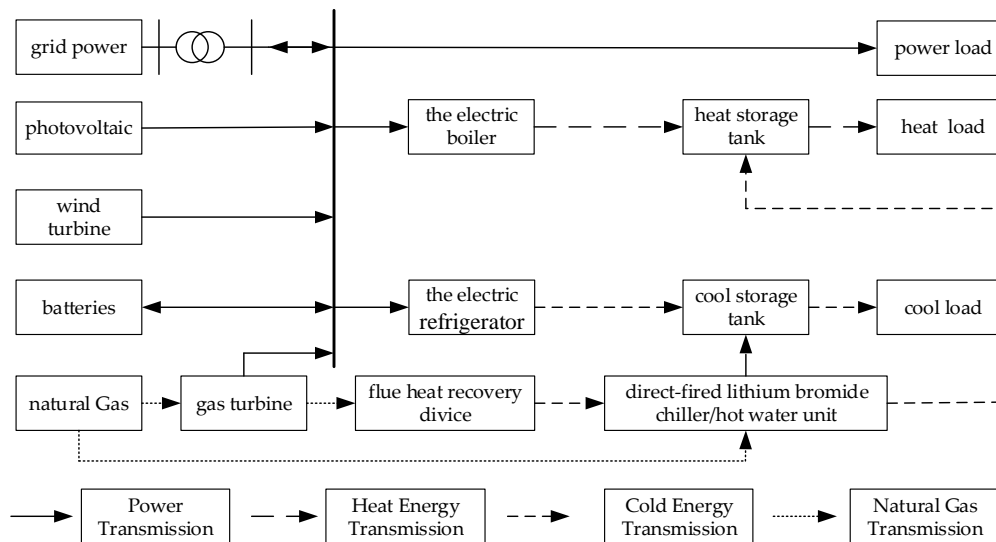 grid power
power load
photovoltaic
the electric
boiler
heat storage
tank
heat load
wind
turbine
batteries
the electric
refrigerator
cool storage
tank
cool load
natural Gas
gas turbine
flue heat recovery
divice
direct-fired lithium bromide
chiller/hot water unit
Power
Transmission
Heat Energy
Transmission
Cold Energy
Transmission
Natural Gas
Transmission